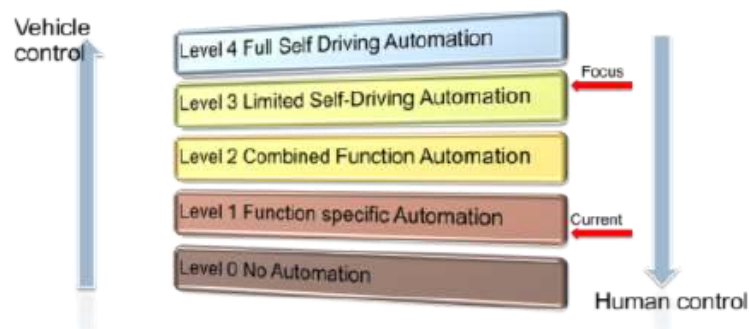 Vehicle
control
Level 4 Full Self Driving Automation
Focus
Level 3 Limited Self-Driving Automation
Level 2 Combined Function Automation
Level 1 Function specific Automation
Current
Level 0 No Automation
Human control